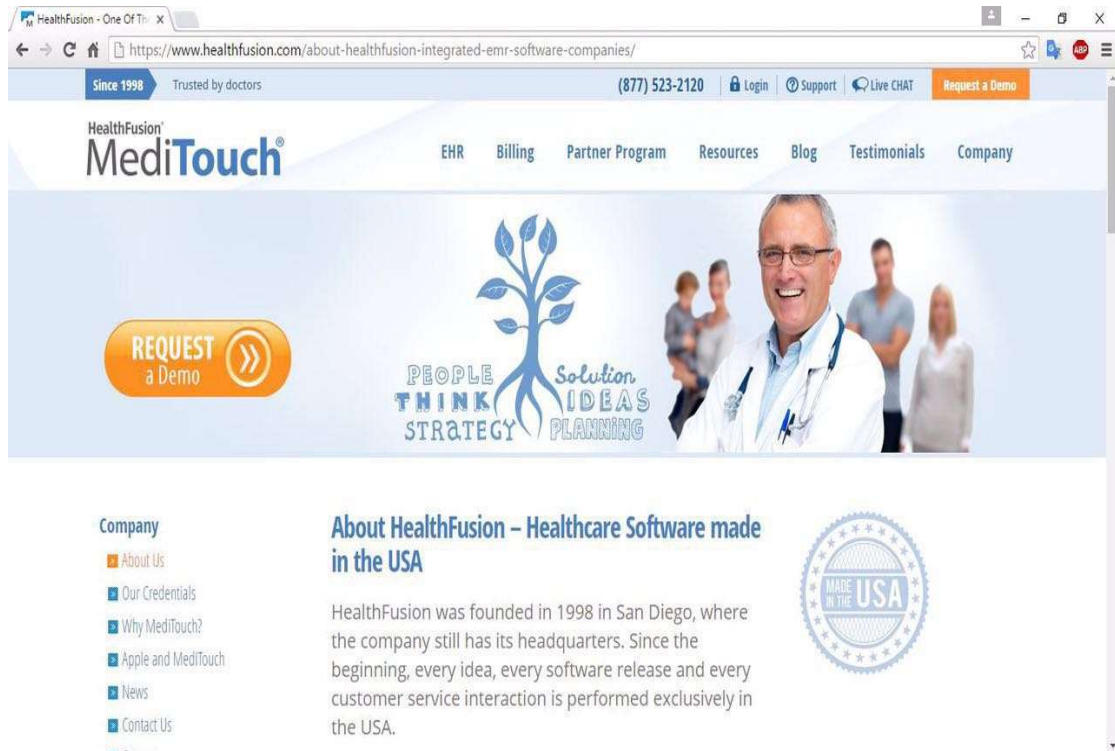 HealthFusion - One Of Th
https://www.healthfusion.com/about-healthfusion-integrated-emr-software-companies/
ABP
Since 1998 Trusted by doctors (877) 523-2120 Login Support Live CHAT Request a Demo
HealthFusion®
MediTouch®
EHR Billing Partner Program Resources Blog Testimonials Company
REQUEST
a Demo
PEOPLE Solution
THINK IDEAS
STRATEGY PLANNING
Company
About Us
Our Credentials
Why MediTouch?
Apple and MediTouch
News
Contact Us
About HealthFusion – Healthcare Software made
in the USA
HealthFusion was founded in 1998 in San Diego, where
the company still has its headquarters. Since the
beginning, every idea, every software release and every
customer service interaction is performed exclusively in
the USA.
MADE
IN THE USA